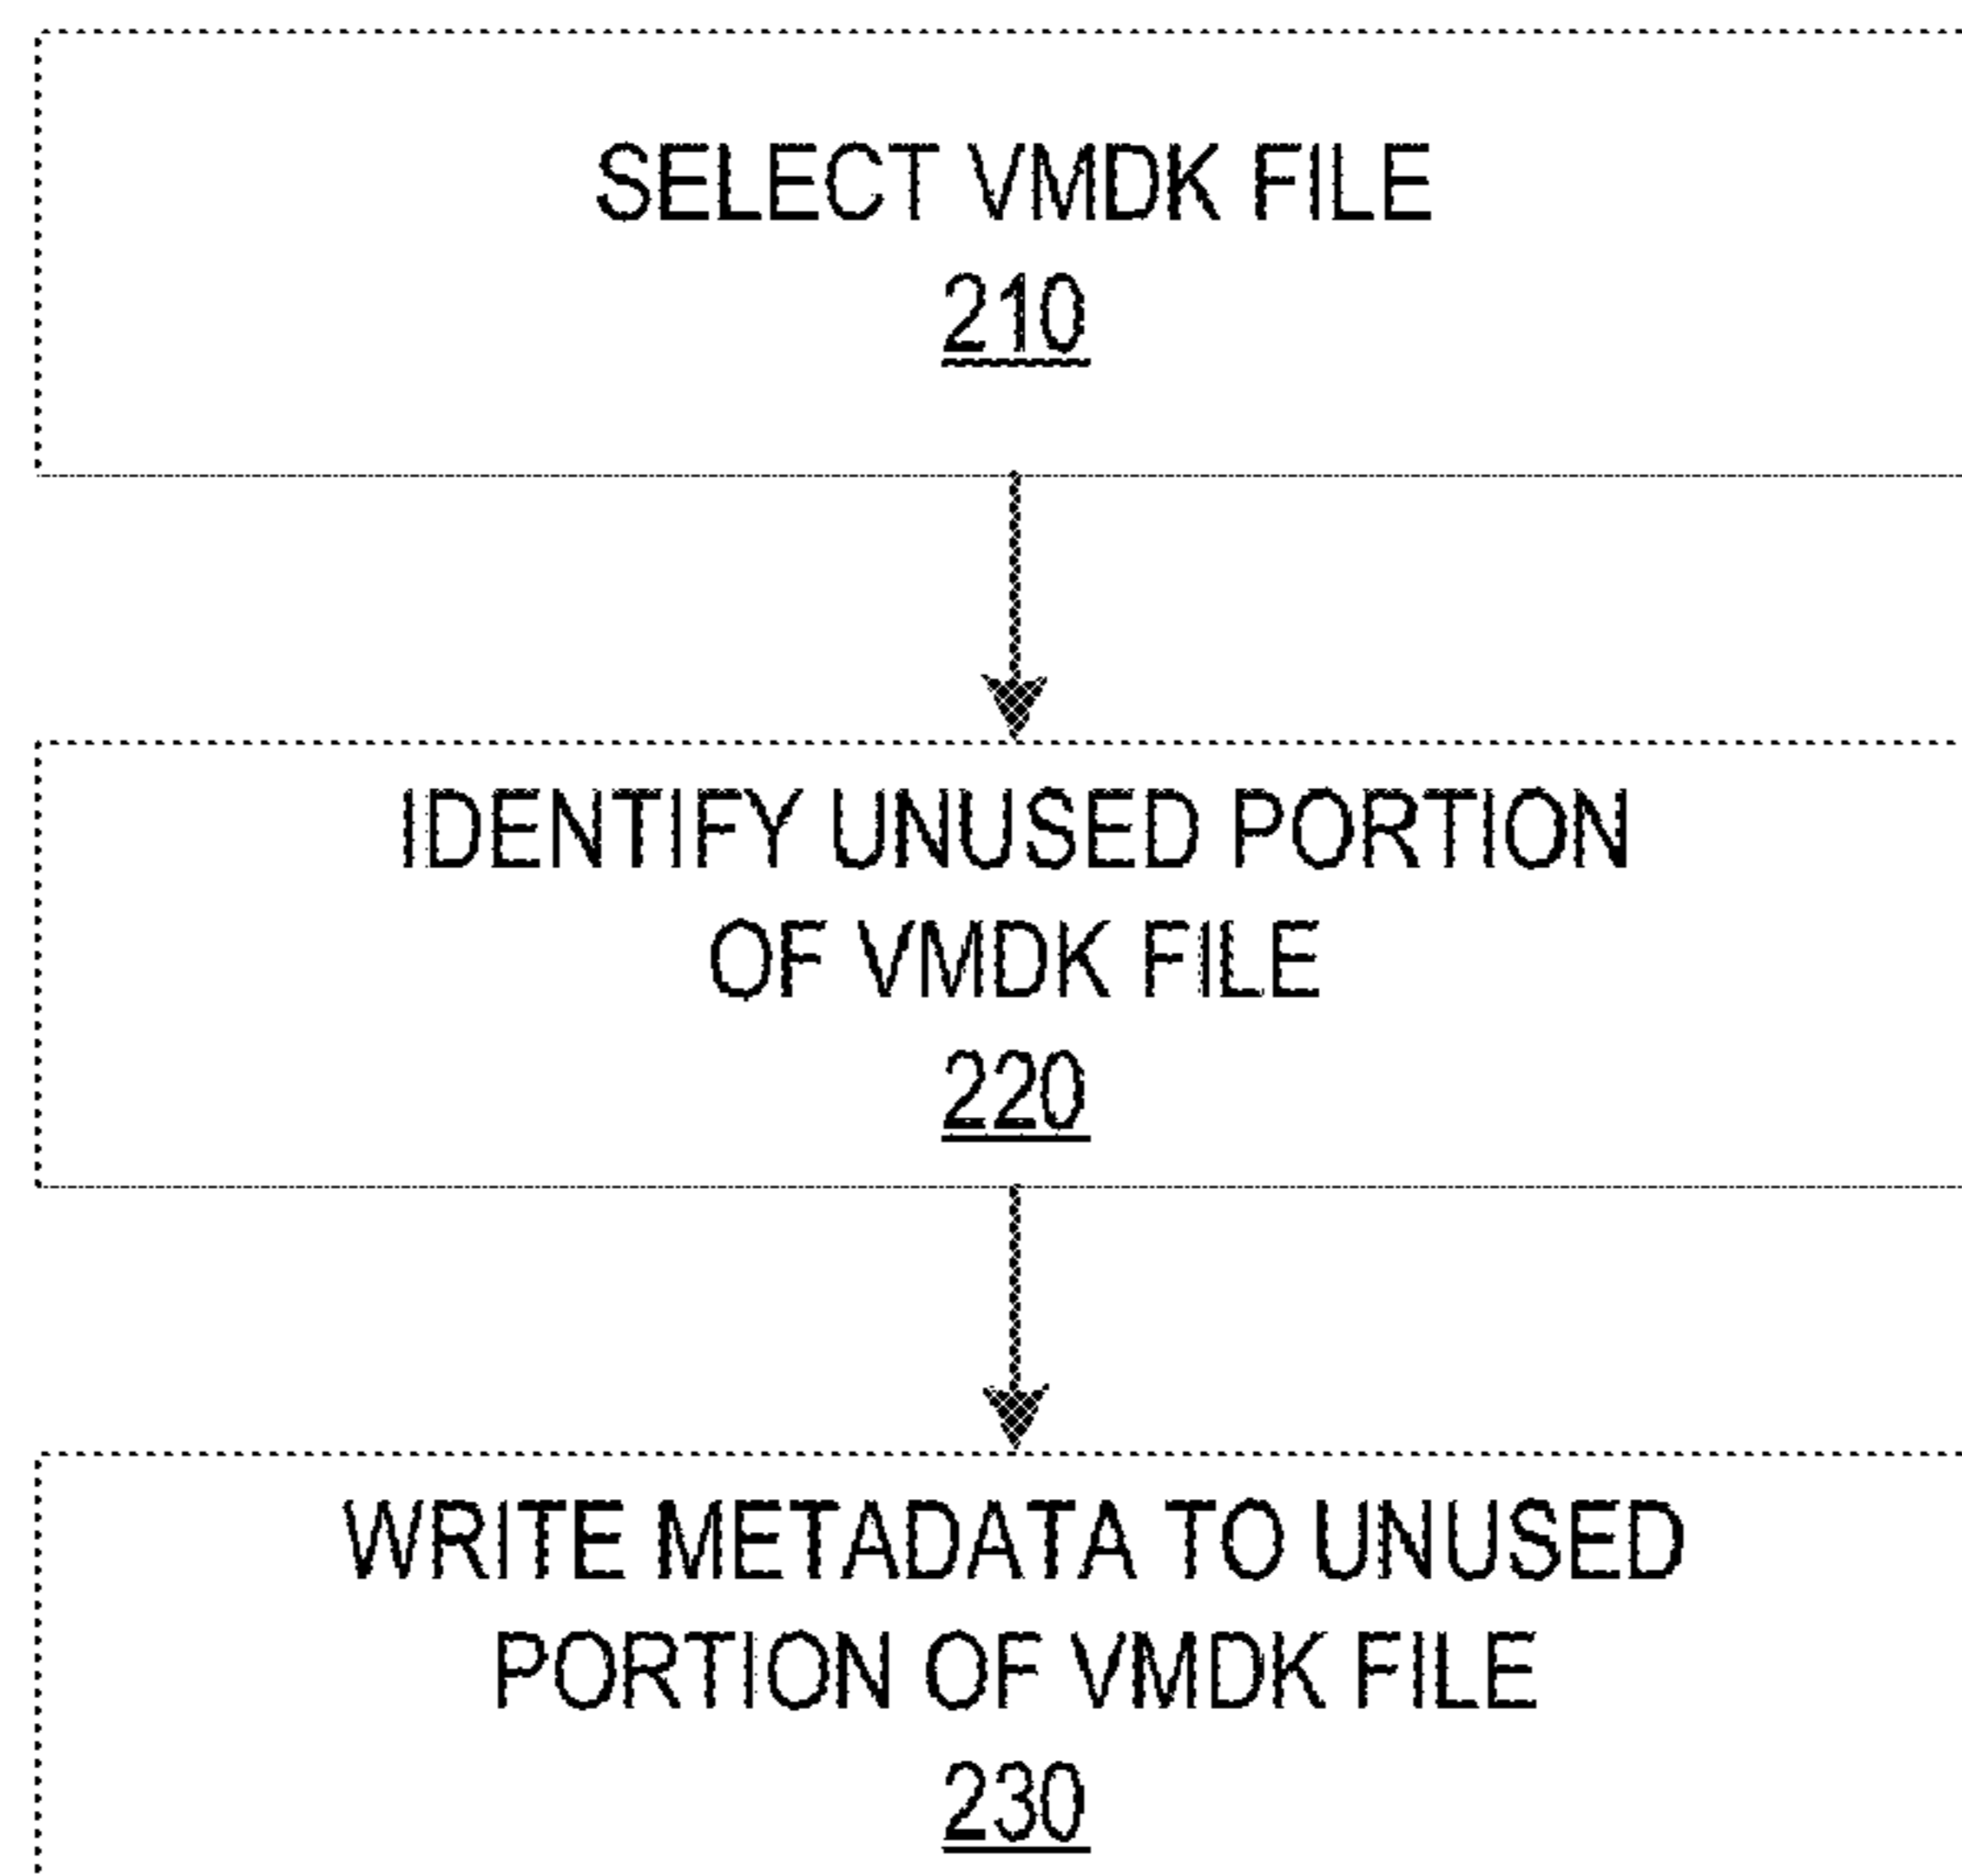 SELECT VMDK FILE
210
IDENTIFY UNUSED PORTION
OF VMDK FILE
220
WRITE METADATA TO UNUSED
PORTION OF VMDK FILE
230